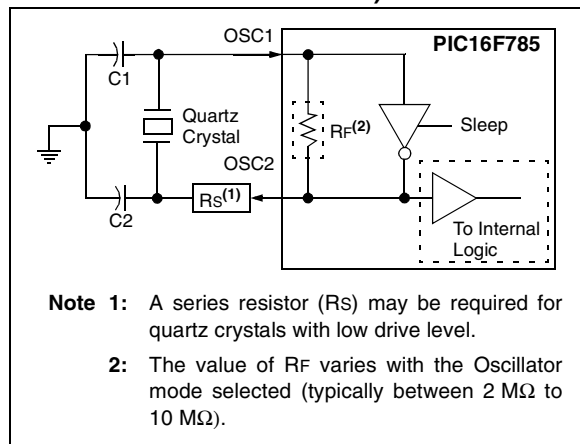 OSC1
PIC16F785
C1
Quartz
Crystal
RF(2)
Sleep
OSC2
RS(1)
C2
To Internal
Logic
Note 1: A series resistor (RS) may be required for
quartz crystals with low drive level.
2: The value of RF varies with the Oscillator
mode selected (typically between 2 MΩ to
10 MΩ).